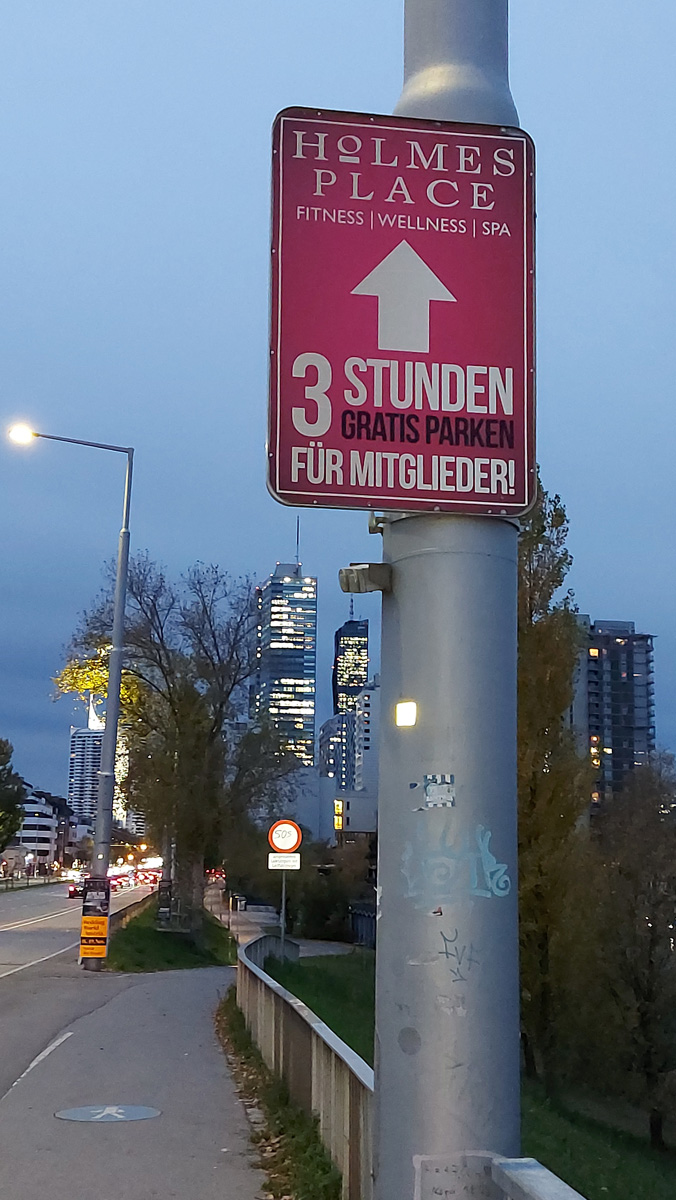 HOLMES
PLACE
FITNESS | WELLNESS | SPA
3 STUNDEN
GRATIS PARKEN
FÜR MITGLIEDER!